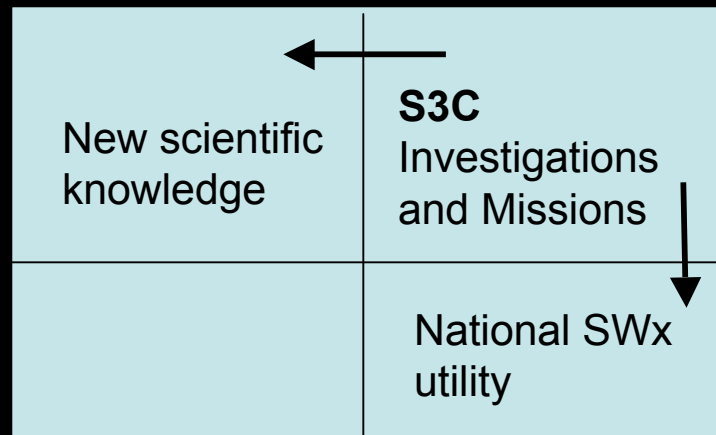 New scientific
knowledge
S3C
Investigations
and Missions
National SWx
utility